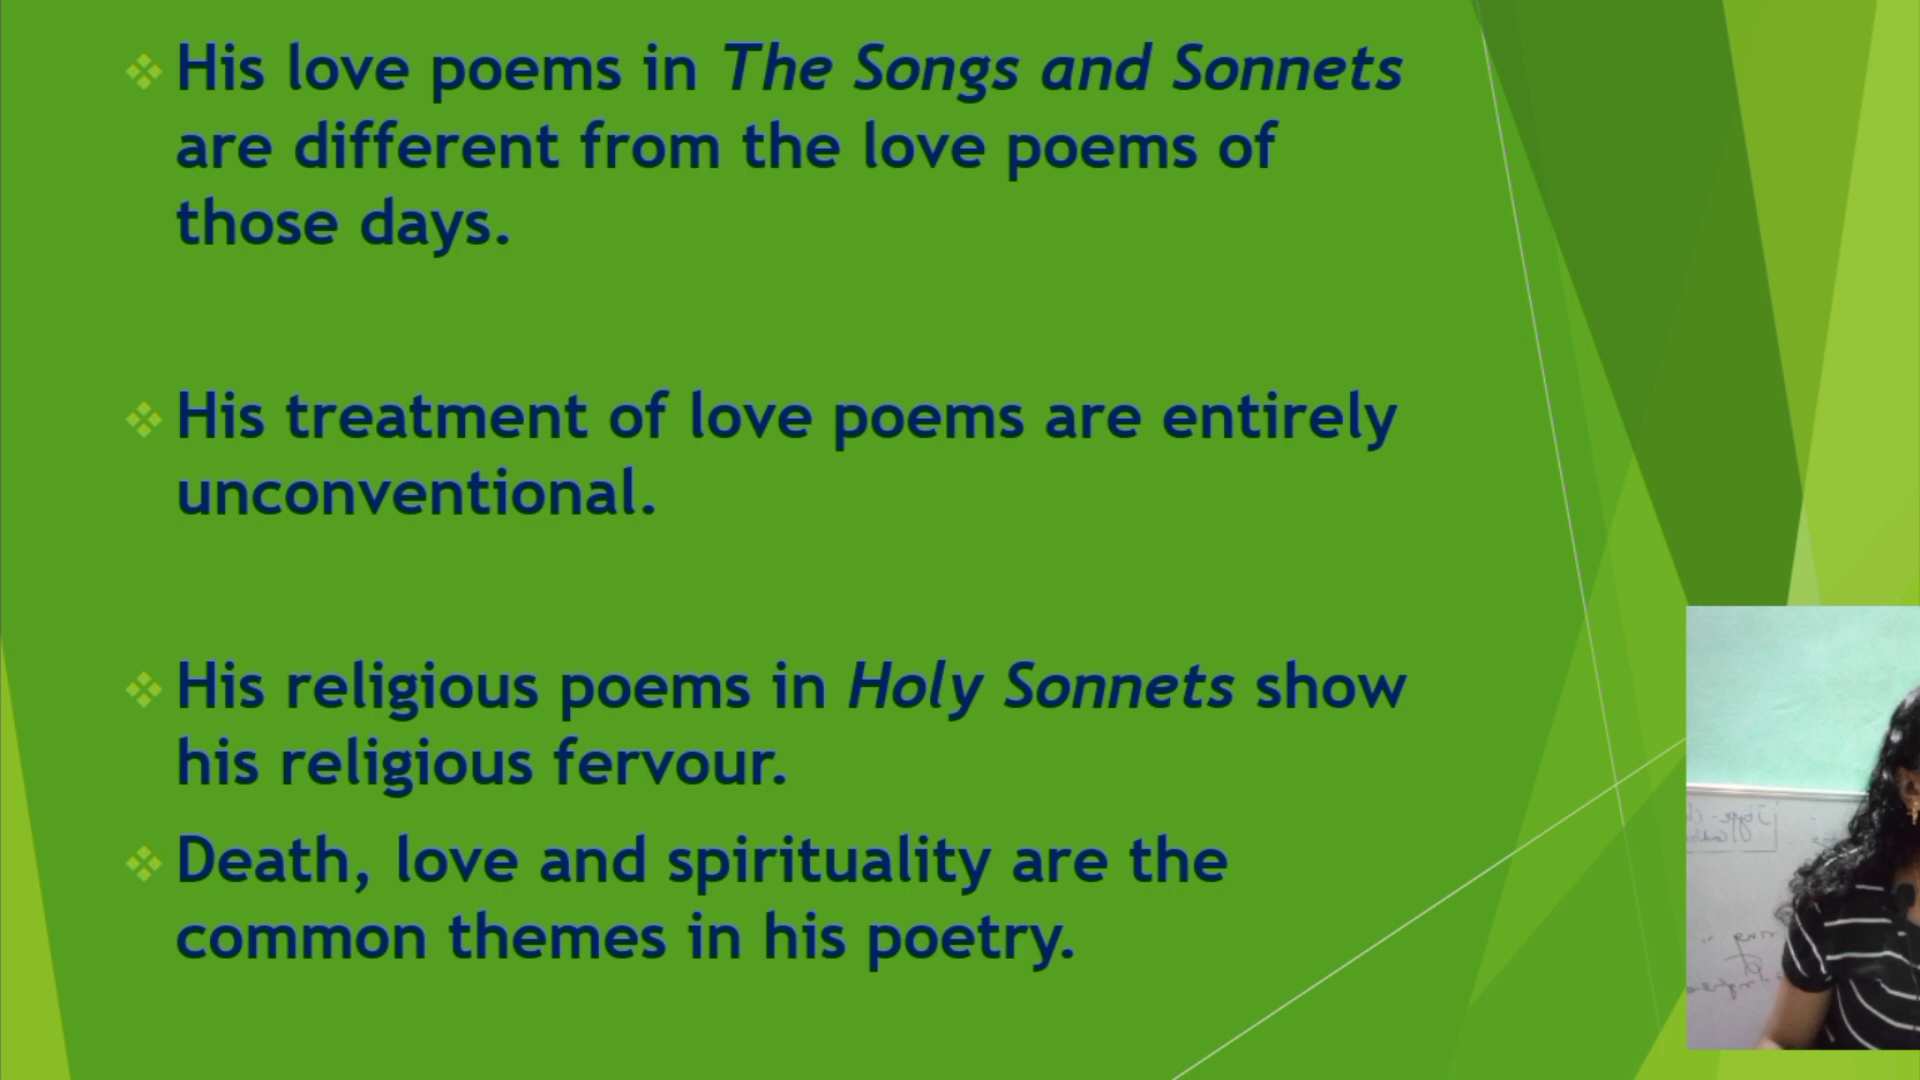 His love poems in The Songs and Sonnets
are different from the love poems of
those days.
His treatment of love poems are entirely
unconventional.
His religious poems in Holy Sonnets show
his religious fervour.
Death, love and spirituality are the
common themes in his poetry.